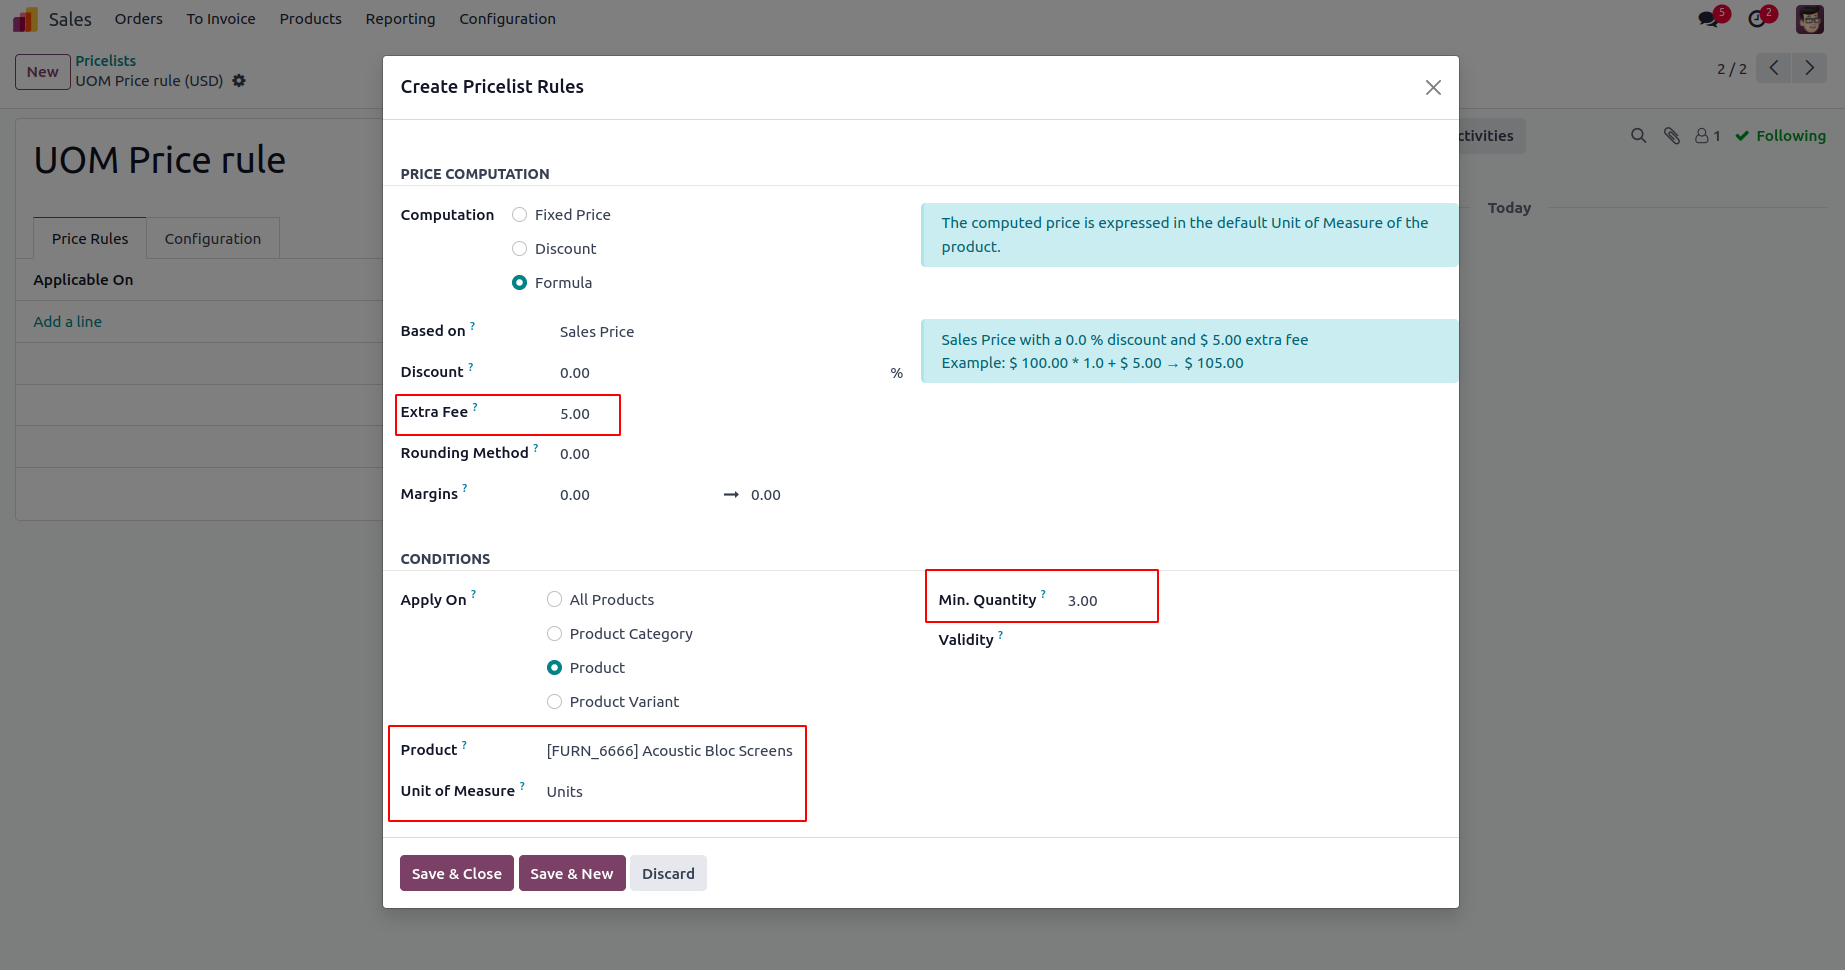 Sales Orders To Invoice Products Reporting Configuration 5 2
New Pricelists
UOM Price rule (USD)
2 / 2
Create Pricelist Rules
ctivities 1 Following
UOM Price rule
Today
Price Rules Configuration
Applicable On
Add a line
PRICE COMPUTATION
Computation Fixed Price
Discount
Formula
The computed price is expressed in the default Unit of Measure of the
product.
Based on ? Sales Price
Discount ? 0.00 %
Sales Price with a 0.0 % discount and $ 5.00 extra fee
Example: $ 100.00 * 1.0 + $ 5.00 → $ 105.00
Extra Fee ? 5.00
Rounding Method ? 0.00
Margins ? 0.00 → 0.00
CONDITIONS
Apply On ? All Products
Product Category
Product
Product Variant
Min. Quantity ? 3.00
Validity ?
Product ? [FURN_6666] Acoustic Bloc Screens
Unit of Measure ? Units
Save & Close Save & New Discard